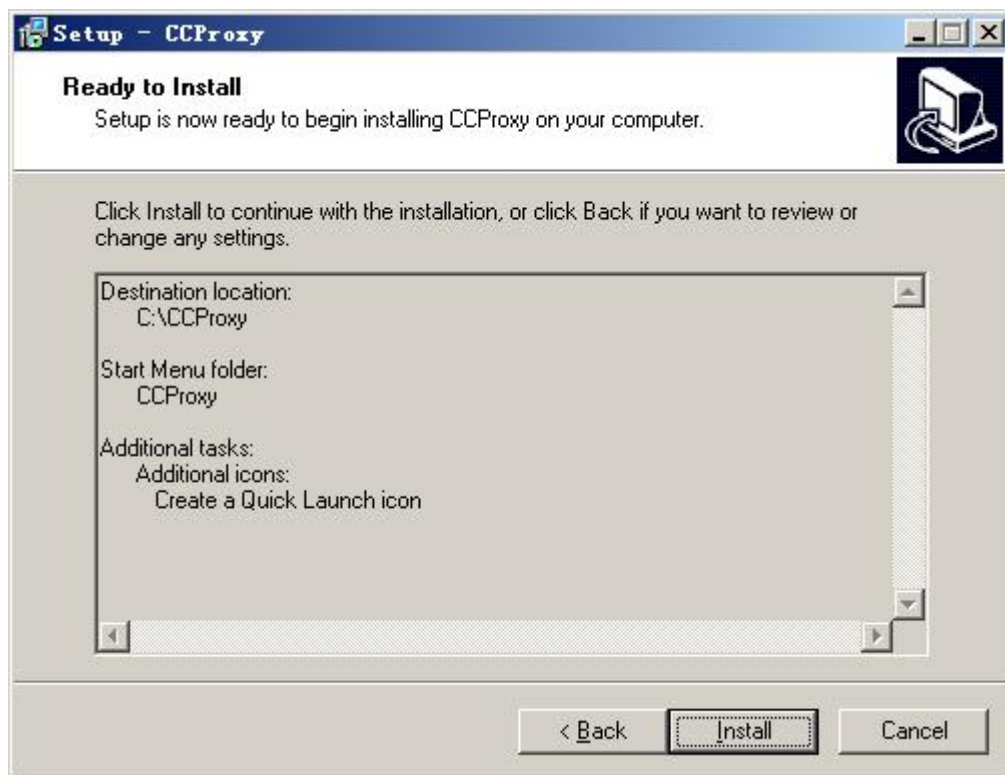 Setup - CCProxy
Ready to Install
Setup is now ready to begin installing CCProxy on your computer.
Click Install to continue with the installation, or click Back if you want to review or
change any settings.
Destination location:
C:\CCProxy
Start Menu folder:
CCProxy
Additional tasks:
Additional icons:
Create a Quick Launch icon
< Back
Install
Cancel